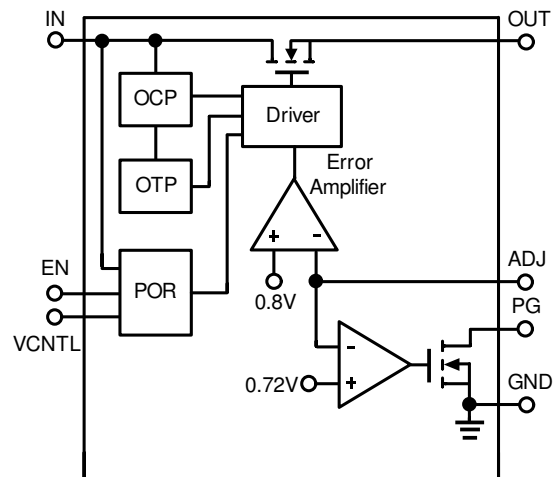 IN
OUT
OCP
Driver
OTP
Error
Amplifier
+ -
EN
POR
0.8V
ADJ
VCNTL
PG
-
0.72V
+
GND